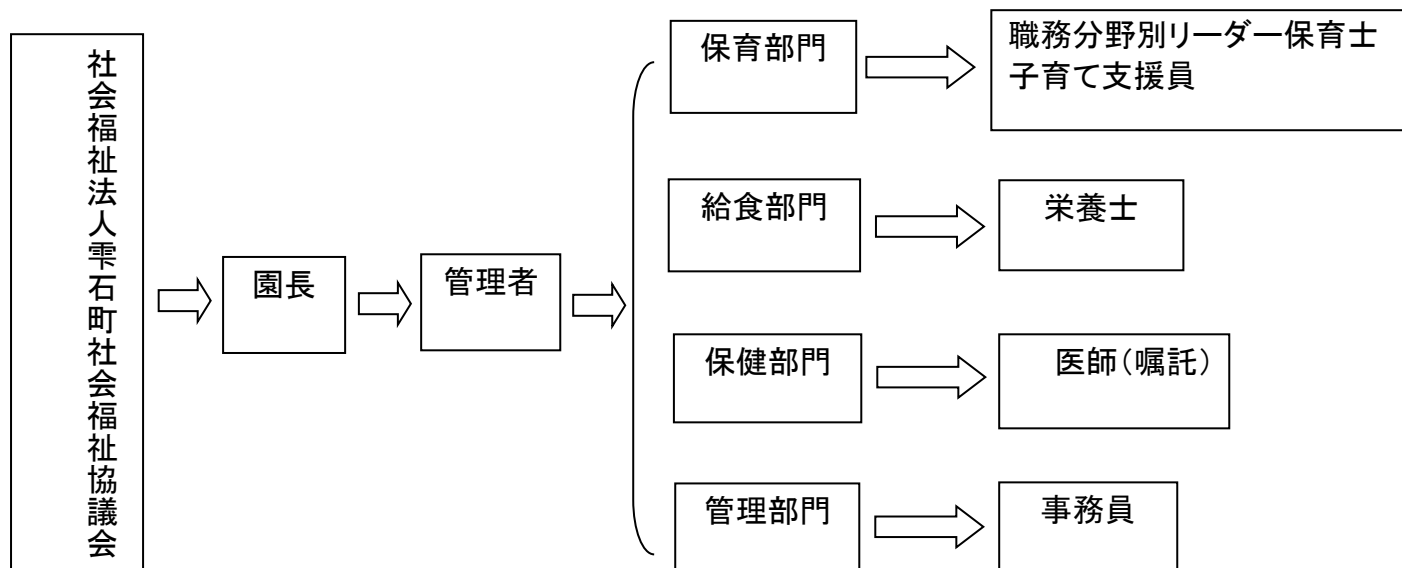 社会福祉法人雫石町社会福祉協議会
園長
管理者
保育部門
職務分野別リーダー保育士
子育て支援員
給食部門
栄養士
保健部門
医師(嘱託)
管理部門
事務員